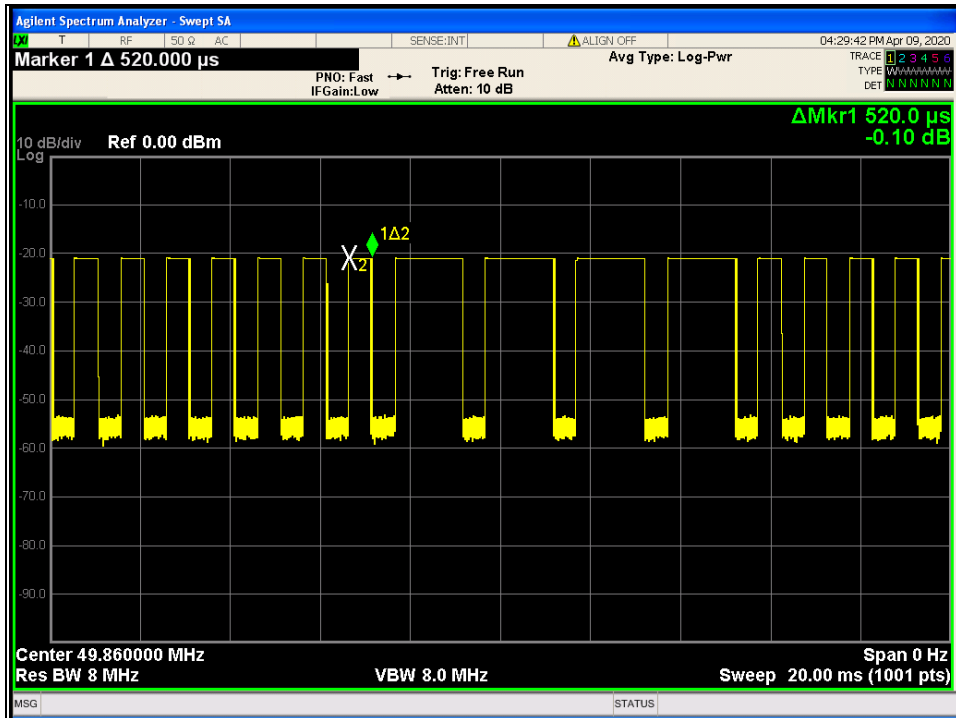 Agilent Spectrum Analyzer - Swept SA
LXI T RF 50 Ω AC SENSE:INT ALIGN OFF 04:29:42 PM Apr 09, 2020
Marker 1 Δ 520.000 µs Avg Type: Log-Pwr TRACE 1 2 3 4 5 6
PNO: Fast Trig: Free Run TYPE WWWWWW
IFGain:Low Atten: 10 dB DET N N N N N N
ΔMkr1 520.0 µs
10 dB/div Ref 0.00 dBm -0.10 dB
Log
-10.0
1Δ2
-20.0
X2
-30.0
-40.0
-50.0
-60.0
-70.0
-80.0
-90.0
Center 49.860000 MHz Span 0 Hz
Res BW 8 MHz VBW 8.0 MHz Sweep 20.00 ms (1001 pts)
MSG STATUS